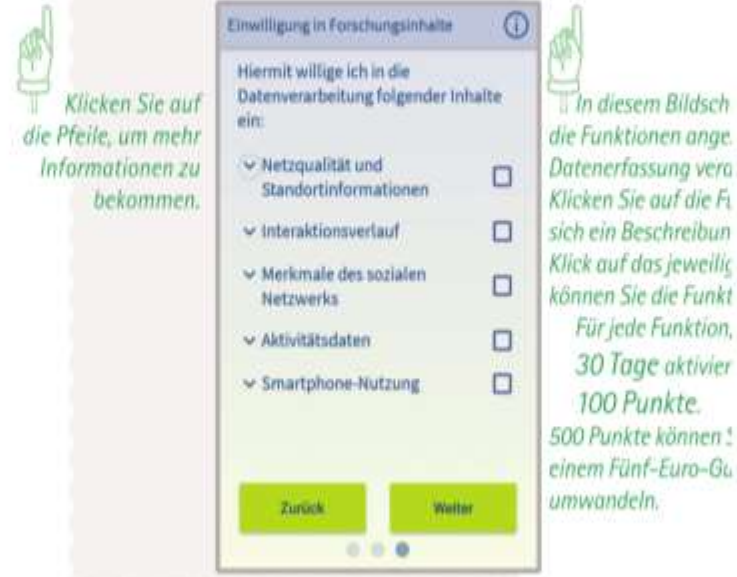 Klicken Sie auf
die Pfeile, um mehr
Informationen zu
bekommen.
Einwilligung in Forschungsinhalte
Hiermit willige ich in die
Datenverarbeitung folgender Inhalte
ein:
Netzqualität und
Standortinformationen
Interaktionsverlauf
Merkmale des sozialen
Netzwerks
Aktivitätsdaten
Smartphone-Nutzung
Zurück
Weiter
In diesem Bildsch
die Funktionen ange
Datenerfassung vera
Klicken Sie auf die Fu
sich ein Beschreibun
Klick auf das jeweilig
können Sie die Funkt
Für jede Funktion,
30 Tage aktivier
100 Punkte.
500 Punkte können
einem Fünf-Euro-Gu
umwandeln.